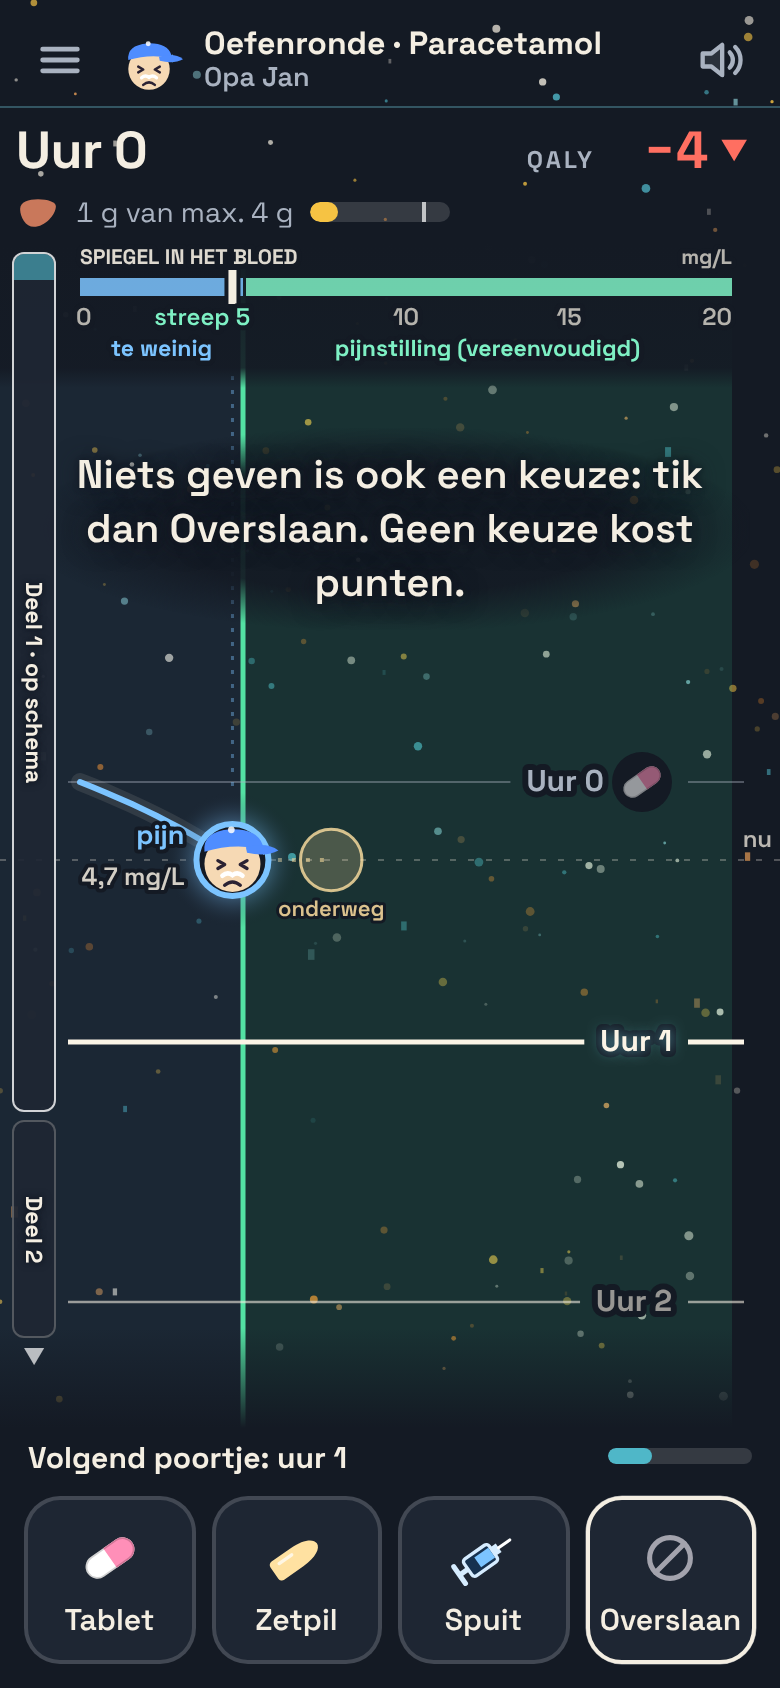 Oefenronde · Paracetamol
Opa Jan
Uur 0
QALY −4
1 g van max. 4 g
SPIEGEL IN HET BLOED mg/L
0 streep 5 10 15 20
te weinig pijnstilling (vereenvoudigd)
Niets geven is ook een keuze: tik
dan Overslaan. Geen keuze kost
punten.
Deel 1 · op schema
Uur 0
pijn
nu
4,7 mg/L
onderweg
Uur 1
Deel 2
Uur 2
Volgend poortje: uur 1
Tablet
Zetpil
Spuit
Overslaan